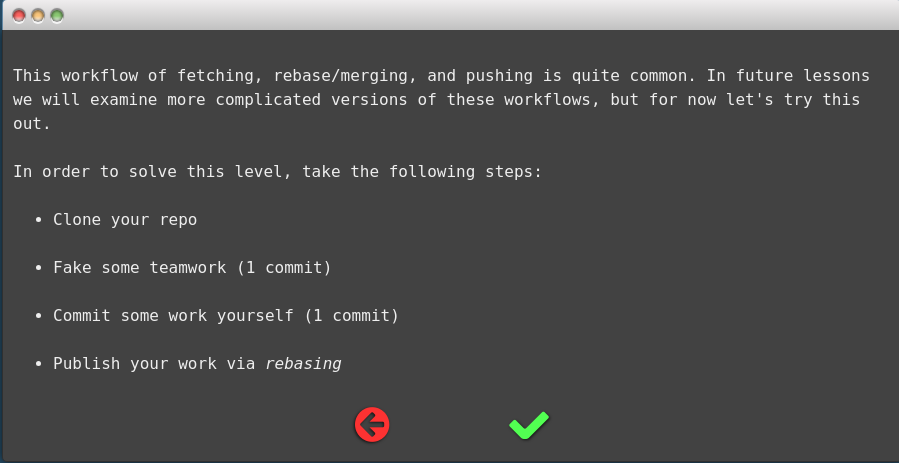 This workflow of fetching, rebase/merging, and pushing is quite common. In future lessons
we will examine more complicated versions of these workflows, but for now let's try this
out.
In order to solve this level, take the following steps:
• Clone your repo
• Fake some teamwork (1 commit)
• Commit some work yourself (1 commit)
• Publish your work via rebasing